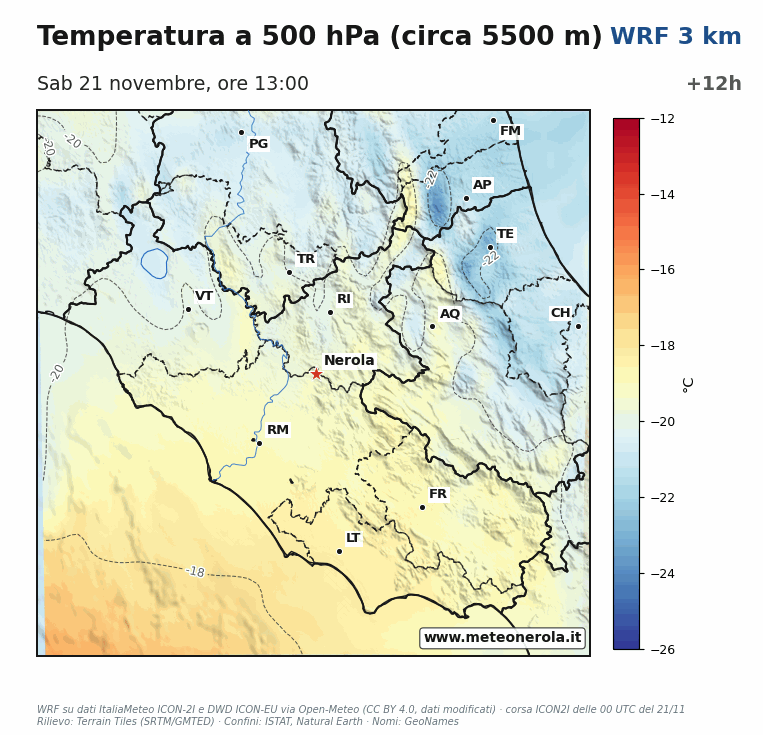 Temperatura a 500 hPa (circa 5500 m) WRF 3 km
Sab 21 novembre, ore 13:00 +12h
-20
-20
PG
FM
-22
AP
TE
-22
TR
VT
RI
AQ
CH
Nerola
-20
RM
FR
LT
-18
www.meteonerola.it
−12
−14
−16
−18
−20
−22
−24
−26
°C
WRF su dati ItaliaMeteo ICON-2I e DWD ICON-EU via Open-Meteo (CC BY 4.0, dati modificati) · corsa ICON2I delle 00 UTC del 21/11
Rilievo: Terrain Tiles (SRTM/GMTED) · Confini: ISTAT, Natural Earth · Nomi: GeoNames